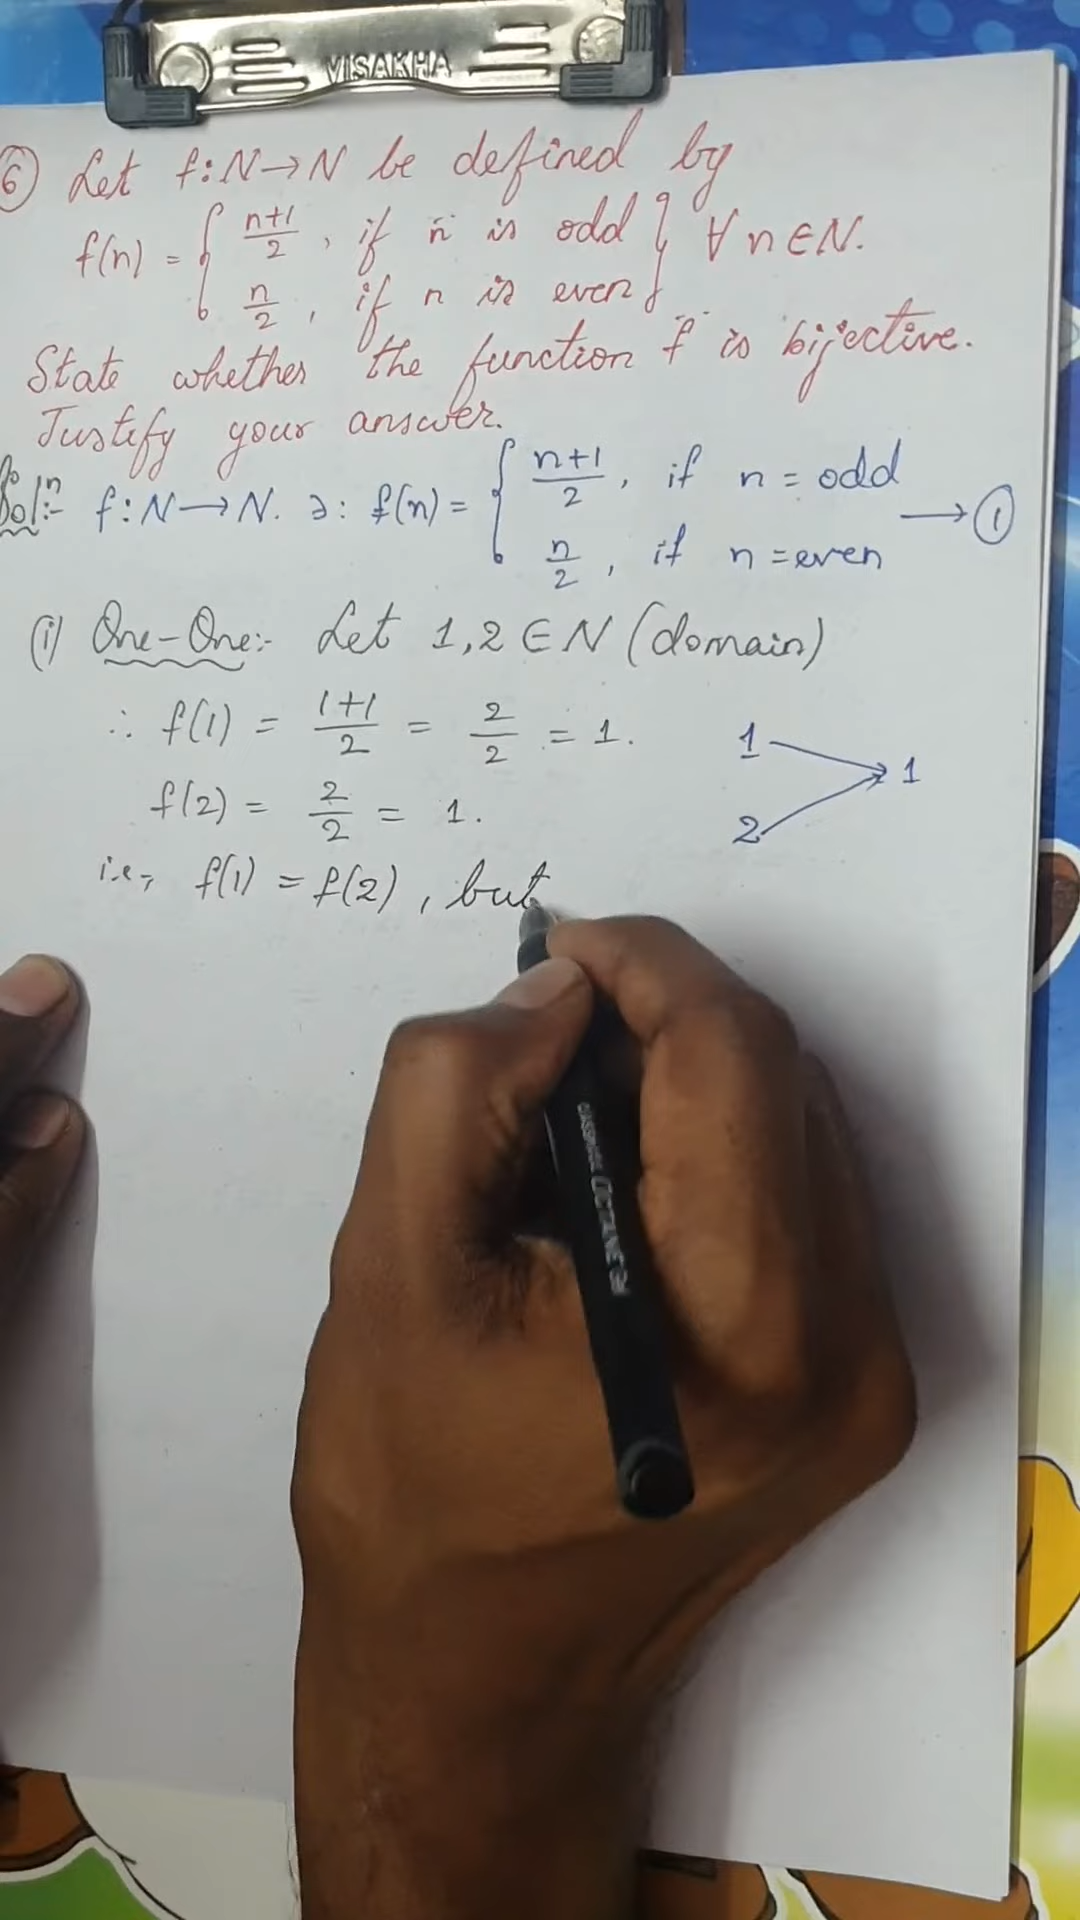 VISAKHA
6 Let f:N→N be defined by
f(n) = { n+1/2, if n is odd } ∀ n∈N.
n/2, if n is even
State whether the function f is bijective.
Justify your answer.
Soln:- f:N→N. ∋: f(n) = { n+1/2, if n = odd → 1
n/2, if n = even
(i) One-One:- Let 1,2 ∈ N (domain)
∴ f(1) = 1+1/2 = 2/2 = 1.
f(2) = 2/2 = 1.
1 → 1
2
i.e., f(1) = f(2), but